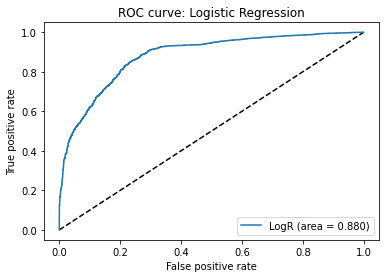 ROC curve: Logistic Regression
True positive rate
1.0
0.8
0.6
0.4
0.2
0.0
LogR (area = 0.880)
0.0 0.2 0.4 0.6 0.8 1.0
False positive rate